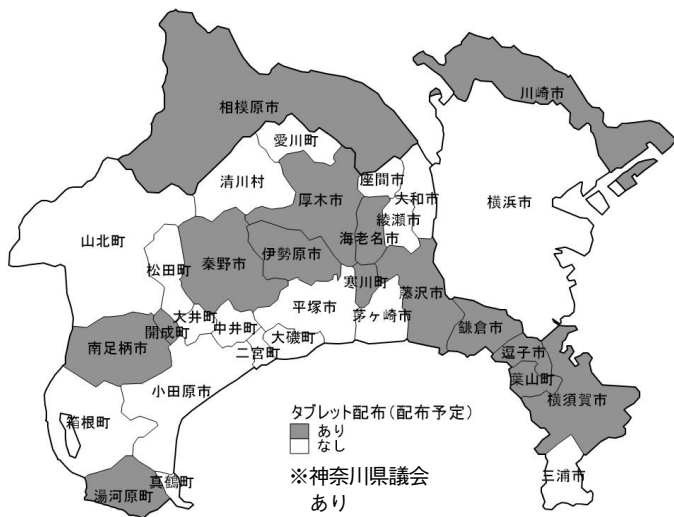 川崎市
相模原市
愛川町
清川村
座間市
厚木市
大和市
横浜市
綾瀬市
海老名市
山北町
伊勢原市
秦野市
松田町
寒川町
藤沢市
平塚市
茅ヶ崎市
大井町
鎌倉市
開成町
中井町
大磯町
南足柄市
二宮町
逗子市
葉山町
小田原市
横須賀市
箱根町
タブレット配布(配布予定)
あり
なし
※神奈川県議会
あり
三浦市
真鶴町
湯河原町